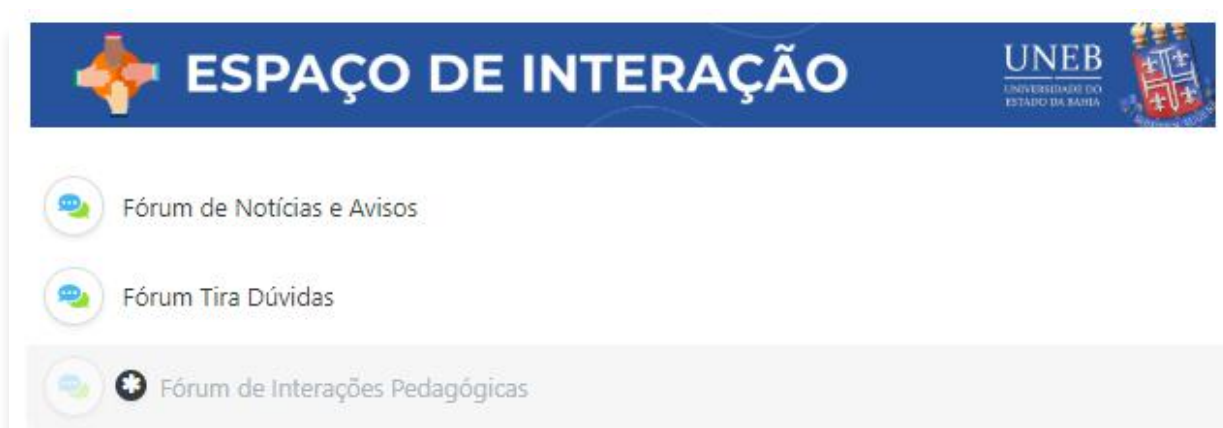 ESPAÇO DE INTERAÇÃO
UNEB
UNIVERSIDADE DO
ESTADO DA BAHIA
Fórum de Notícias e Avisos
Fórum Tira Dúvidas
Fórum de Interações Pedagógicas